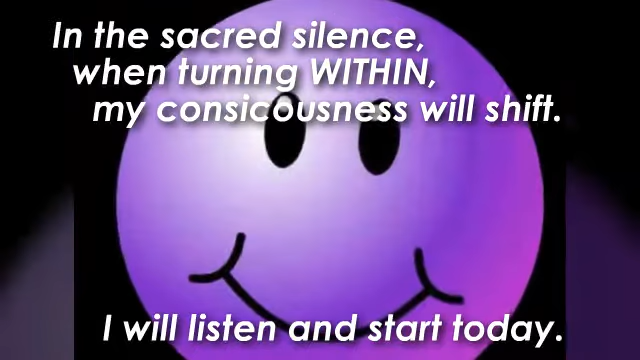 In the sacred silence,
when turning WITHIN,
my consicousness will shift.
I will listen and start today.